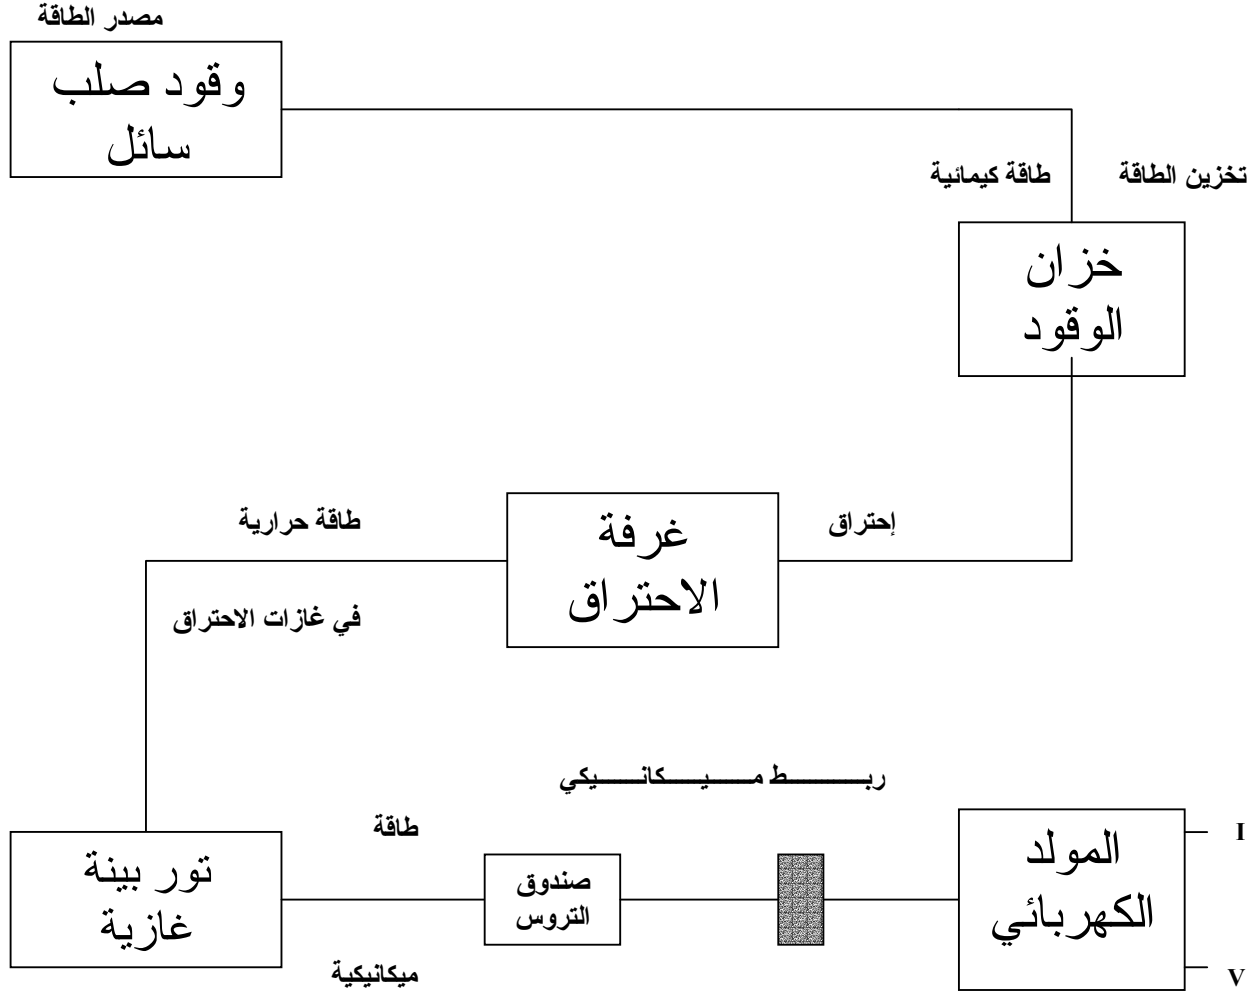 مصدر الطاقة
وقود صلب
سائل
تخزين الطاقة
طاقة كيمائية
خزان
الوقود
إحتراق
غرفة
الاحتراق
طاقة حرارية
في غازات الاحتراق
ربـــــــط مـــــيــــكانـــــيكي
طاقة
ميكانيكية
تور بينة
غازية
صندوق
التروس
المولد
الكهربائي
I
V